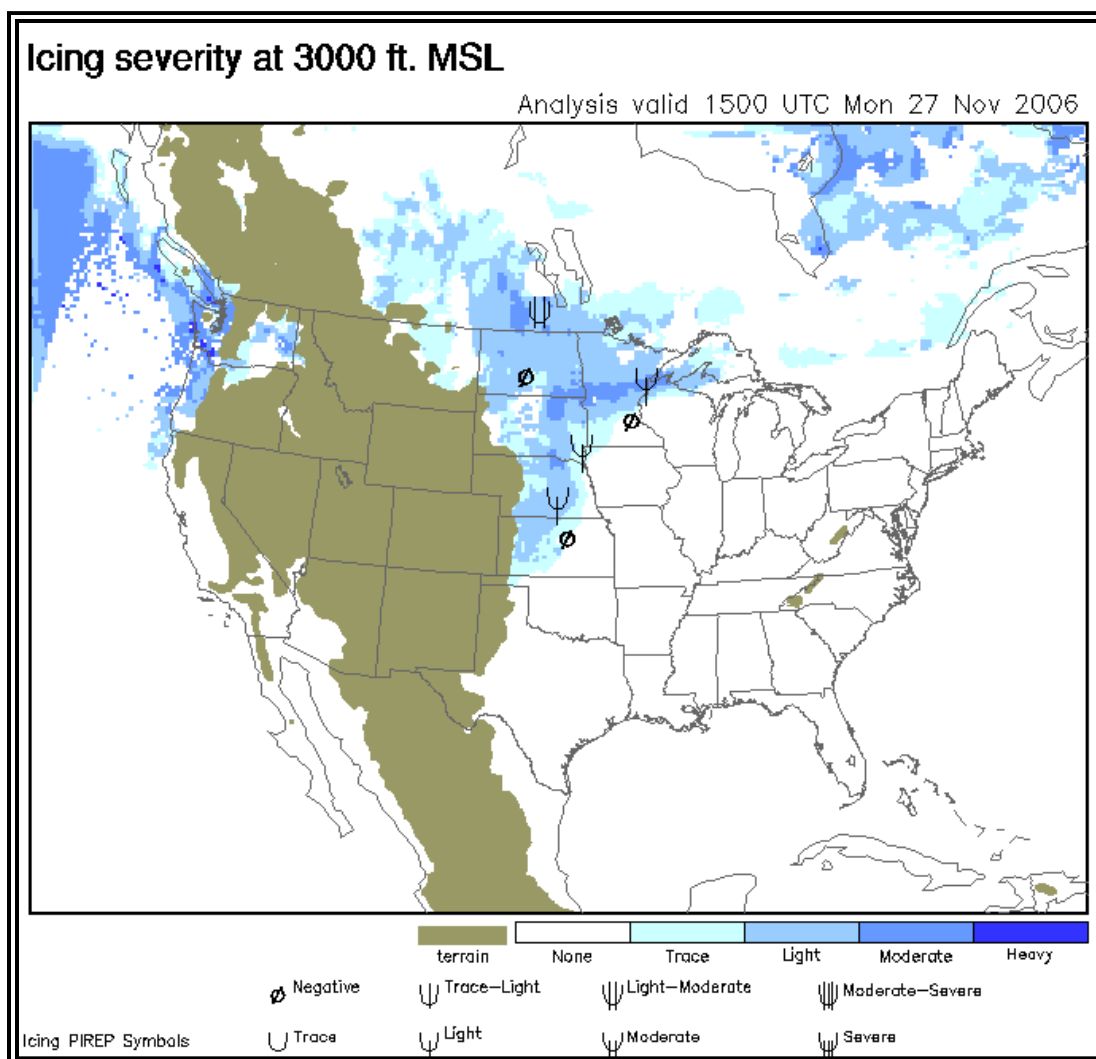 Icing severity at 3000 ft. MSL
Analysis valid 1500 UTC Mon 27 Nov 2006
terrain None Trace Light Moderate Heavy
Negative Trace-Light Light-Moderate Moderate-Severe
Icing PIREP Symbols Trace Light Moderate Severe